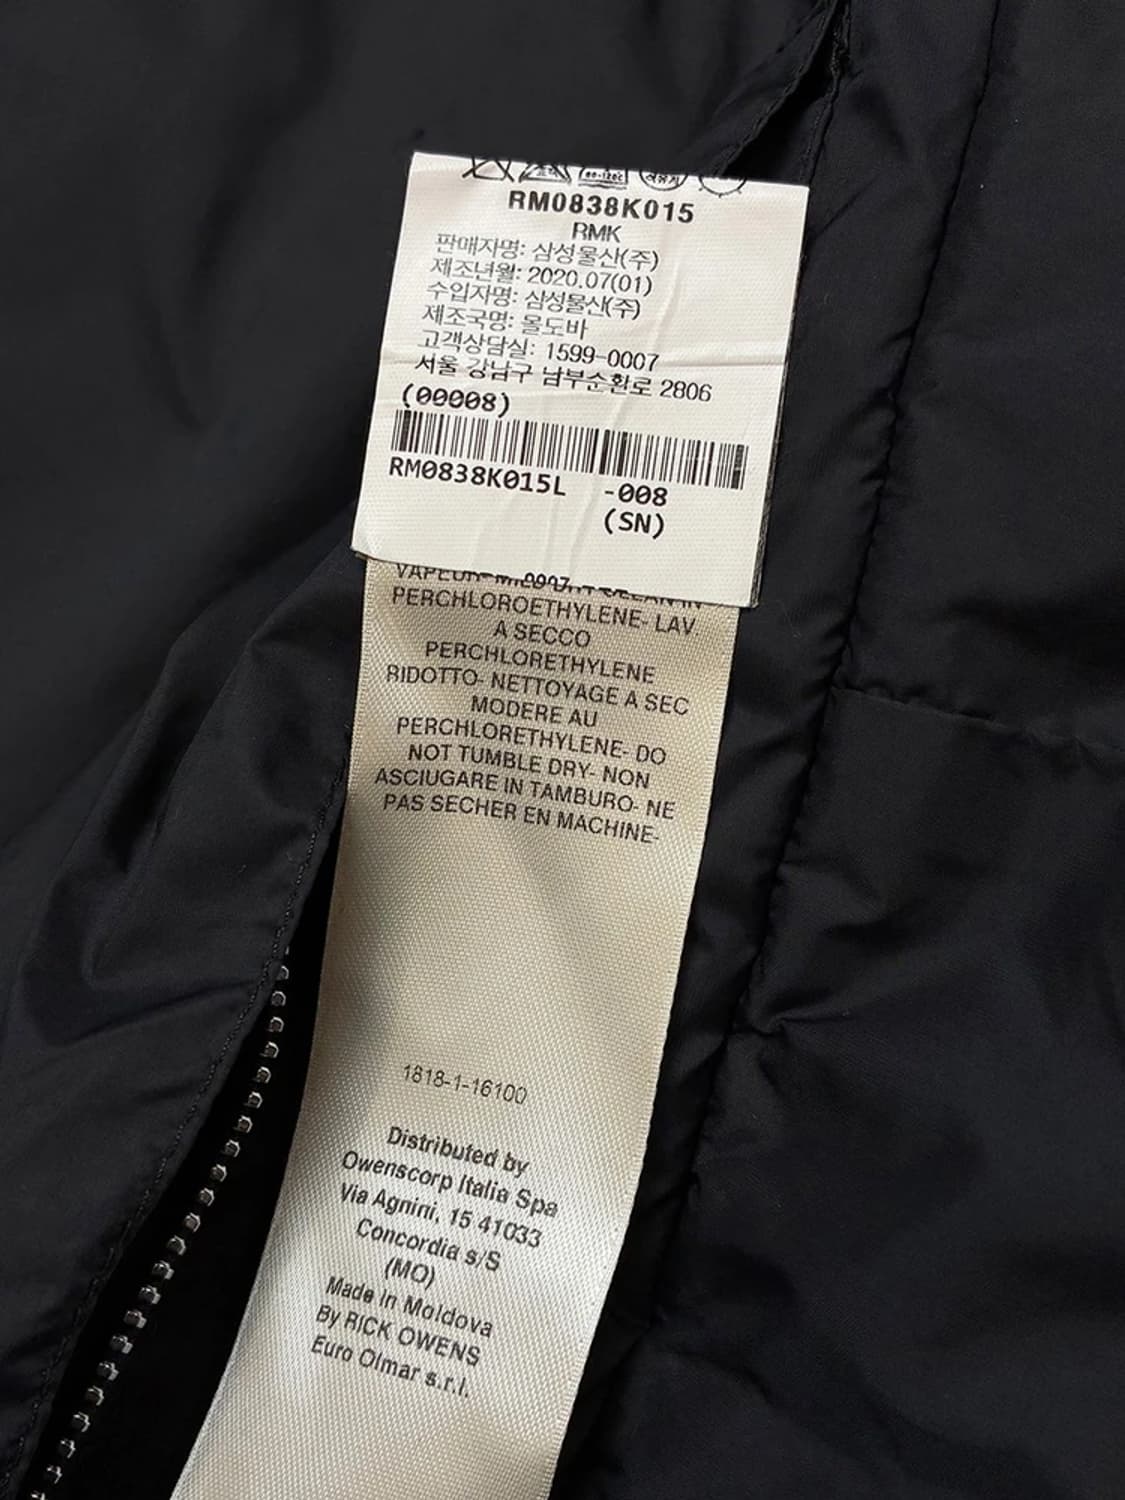 RM0838K015
RMK
판매자명: 삼성물산(주)
제조년월: 2020.07(01)
수입자명: 삼성물산(주)
제조국명: 몰도바
고객상담실: 1599-0007
서울 강남구 남부순환로 2806
(00008)
RM0838K015L -008
(SN)
PERCHLOROETHYLENE- LAV
A SECCO
PERCHLORETHYLENE
RIDOTTO- NETTOYAGE A SEC
MODERE AU
PERCHLORETHYLENE- DO
NOT TUMBLE DRY- NON
ASCIUGARE IN TAMBURO- NE
PAS SECHER EN MACHINE-
1818-1-16100
Distributed by
Owenscorp Italia Spa
Via Agnini, 15 41033
Concordia s/S
(MO)
Made in Moldova
By RICK OWENS
Euro Olmar s.r.l.